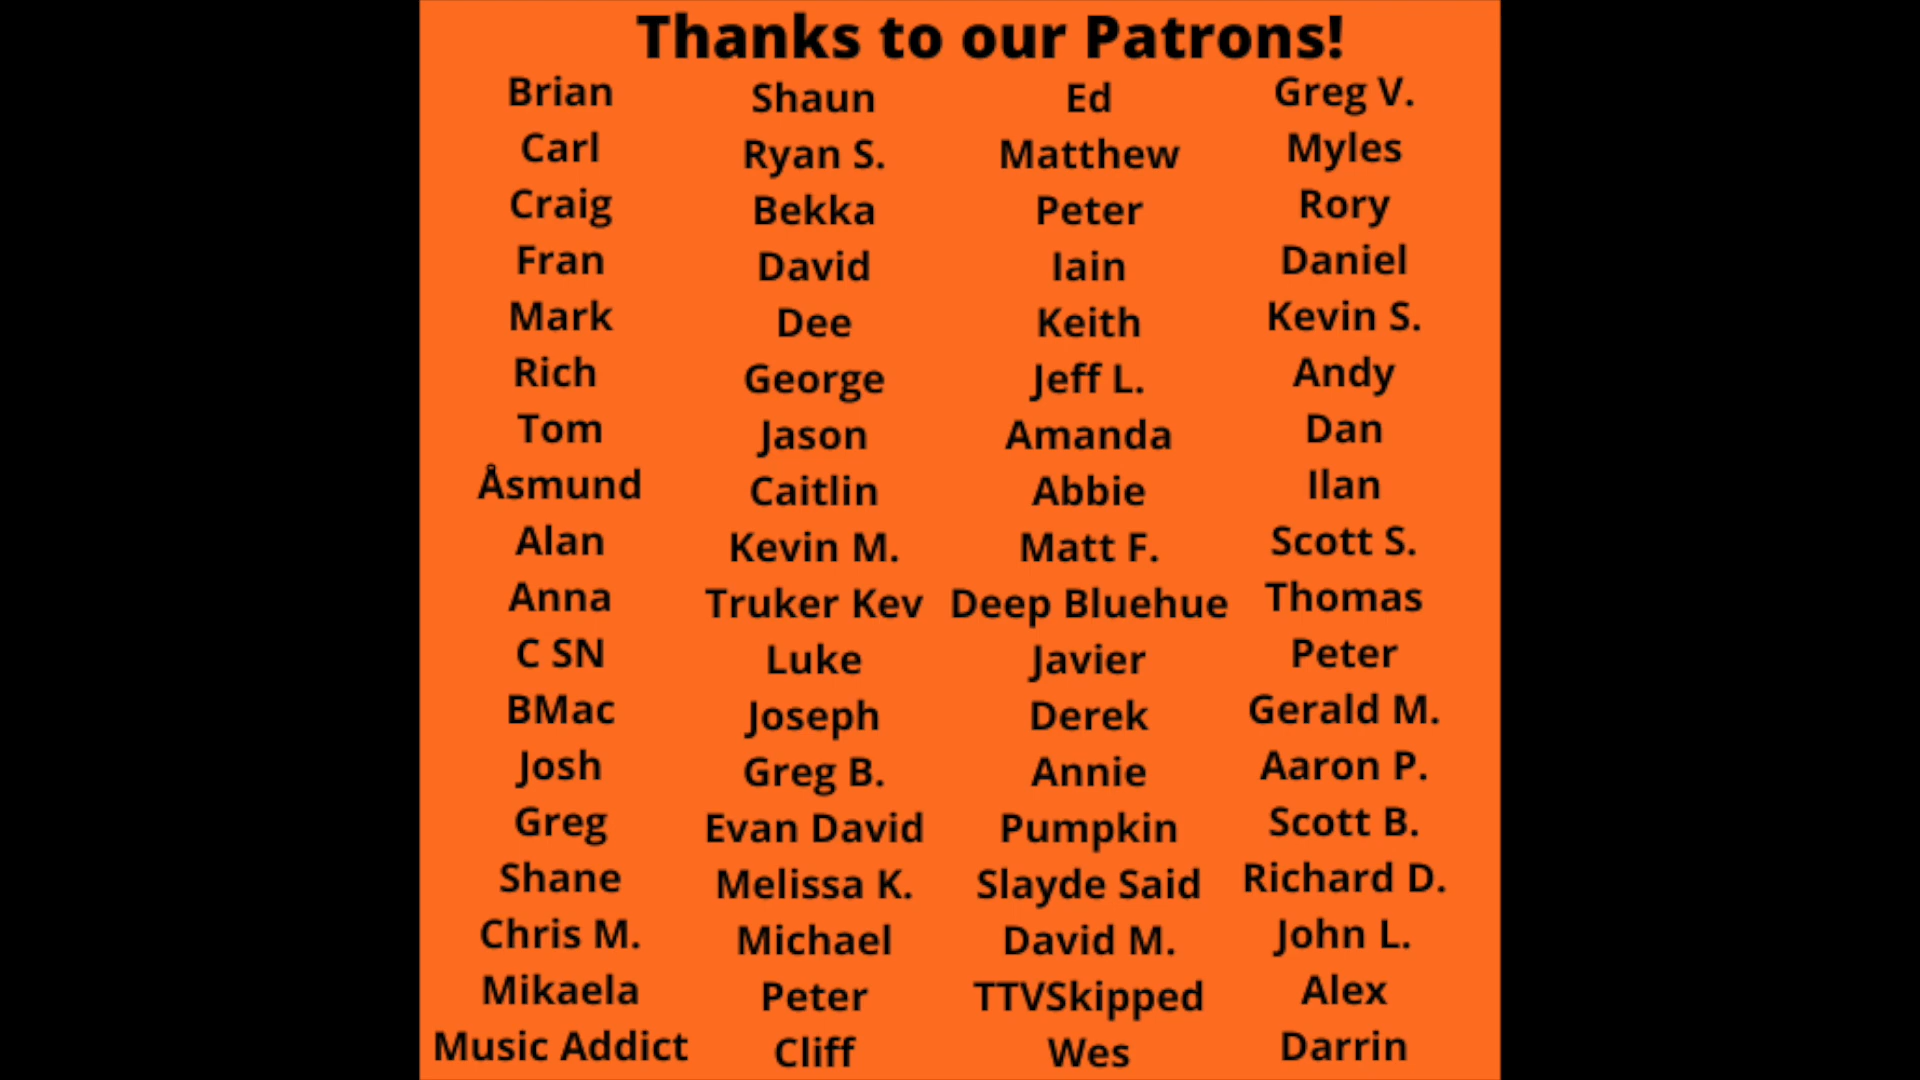 Thanks to our Patrons!
Brian
Carl
Craig
Fran
Mark
Rich
Tom
Åsmund
Alan
Anna
C SN
BMac
Josh
Greg
Shane
Chris M.
Mikaela
Music Addict
Shaun
Ryan S.
Bekka
David
Dee
George
Jason
Caitlin
Kevin M.
Truker Kev
Luke
Joseph
Greg B.
Evan David
Melissa K.
Michael
Peter
Cliff
Ed
Matthew
Peter
Iain
Keith
Jeff L.
Amanda
Abbie
Matt F.
Deep Bluehue
Javier
Derek
Annie
Pumpkin
Slayde Said
David M.
TTVSkipped
Wes
Greg V.
Myles
Rory
Daniel
Kevin S.
Andy
Dan
Ilan
Scott S.
Thomas
Peter
Gerald M.
Aaron P.
Scott B.
Richard D.
John L.
Alex
Darrin